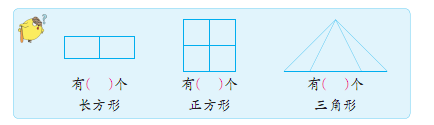 ?
有( )个 有( )个 有( )个
长方形 正方形 三角形